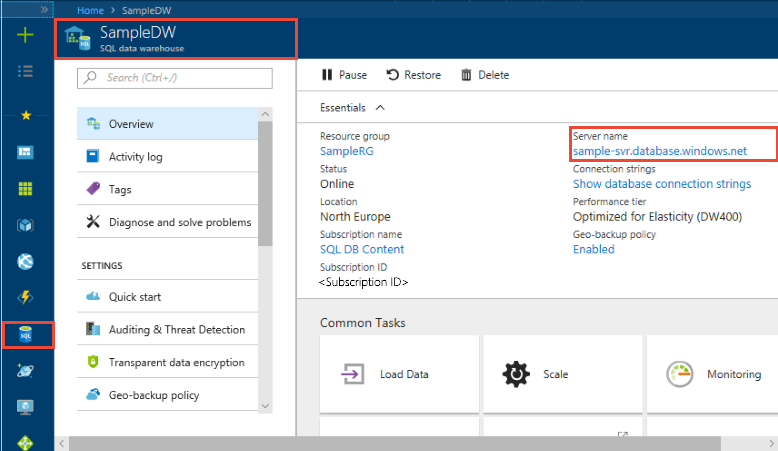 Home > SampleDW
SampleDW
SQL data warehouse
Search (Ctrl+/)
Overview
Activity log
Tags
Diagnose and solve problems
SETTINGS
Quick start
Auditing & Threat Detection
Transparent data encryption
Geo-backup policy
Pause
Restore
Delete
Essentials
Resource group
SampleRG
Status
Online
Location
North Europe
Subscription name
SQL DB Content
Subscription ID
<Subscription ID>
Server name
sample-svr.database.windows.net
Connection strings
Show database connection strings
Performance tier
Optimized for Elasticity (DW400)
Geo-backup policy
Enabled
Common Tasks
Load Data
Scale
Monitoring
SQL
SQL